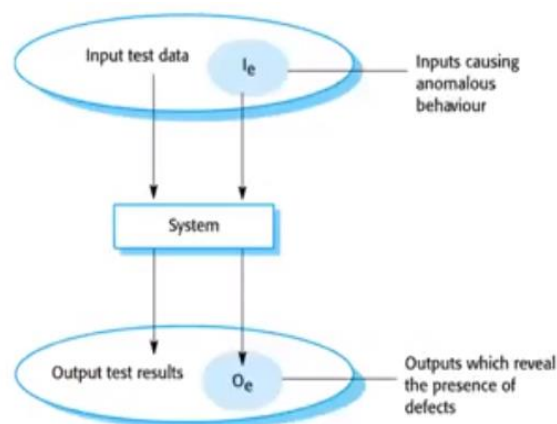 Input test data
Ie
Inputs causing
anomalous
behaviour
System
Output test results
Oe
Outputs which reveal
the presence of
defects